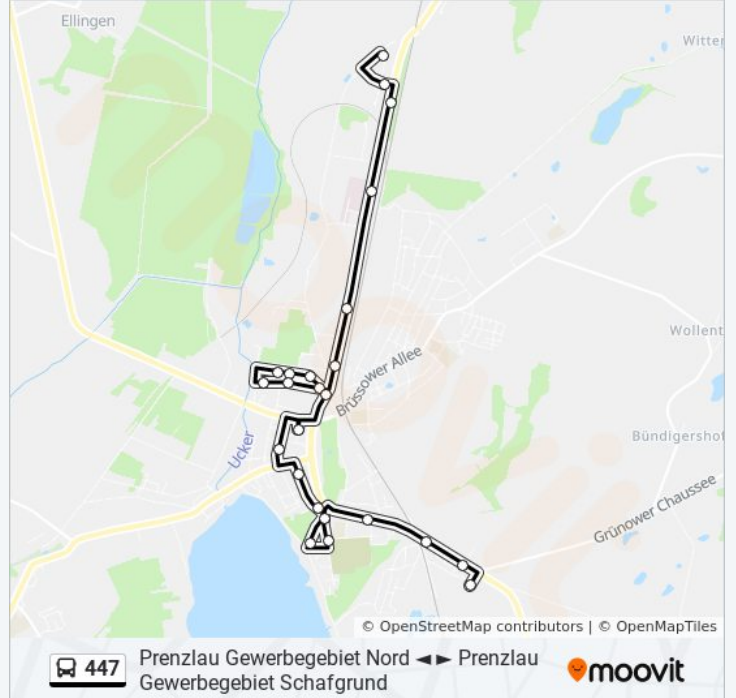 Ellingen
Witter
Wollent
Brüssower Allee
Bündigershof
Ucker
Grünower Chaussee
© OpenStreetMap contributors | © OpenMapTiles
447
Prenzlau Gewerbegebiet Nord ◄ ► Prenzlau
Gewerbegebiet Schafgrund
moovit